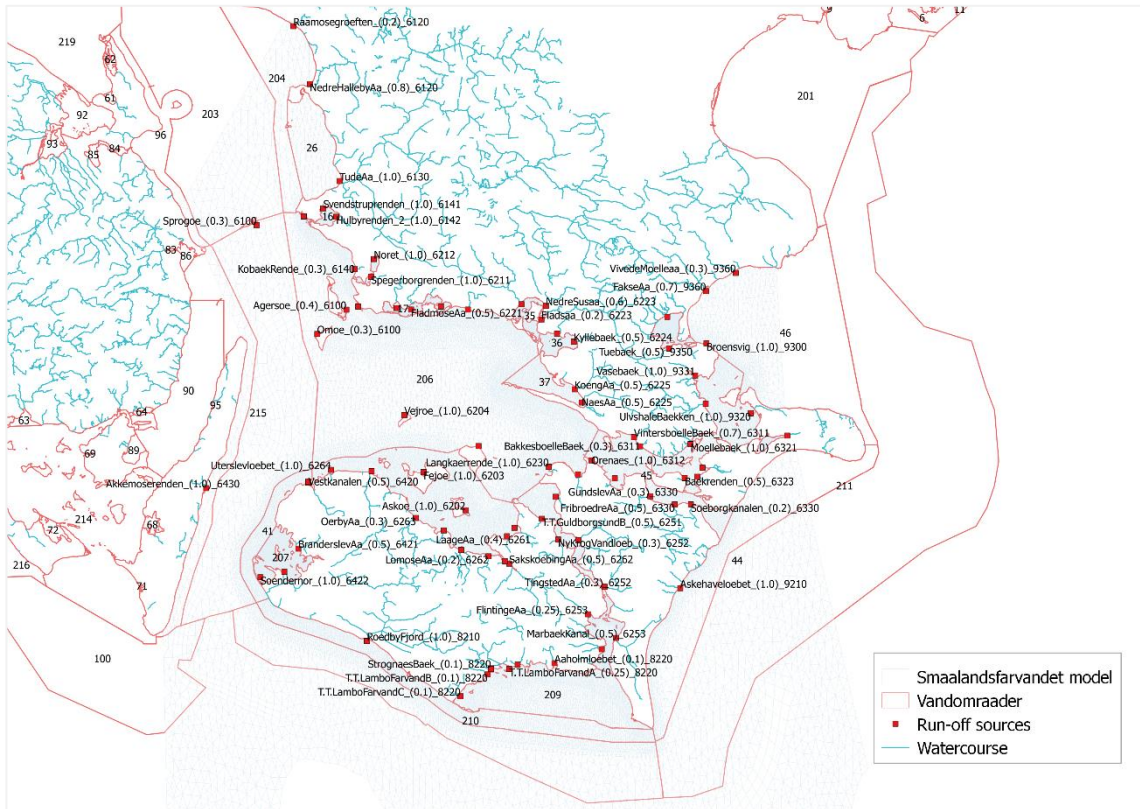 9
6
11
Raamosegroeften_(0.2)_6120
219
62
204
NedreHallebyAa_(0.8)_6120
61
92
203
201
96
93
84
85
26
TudeAa_(1.0)_6130
Svendstruprenden_(1.0)_6141
Sprogoe_(0.3)_6100
16
Hulbyrenden_2_(1.0)_6142
83
86
Noret_(1.0)_6212
KobaekRende_(0.3)_6140
VivedeMoelleaa_(0.3)_9360
Spegerborgrenden_(1.0)_6211
FakseAa_(0.7)_9360
Agersoe_(0.4)_6100
17
FladmoseAa_(0.5)_6221
NedreSusaa_(0.6)_6223
35
Fladsaa_(0.2)_6223
Omoe_(0.3)_6100
46
36
Kyllebaek_(0.5)_6224
Broensvig_(1.0)_9300
Tuebaek_(0.5)_9350
Vasebaek_(1.0)_9331
206
37
KoengAa_(0.5)_6225
90
95
NaesAa_(0.5)_6225
64
215
Vejroe_(1.0)_6204
UlvshaleBaekken_(1.0)_9320
63
VintersboelleBaek_(0.7)_6311
BakkesboelleBaek_(0.3)_6311
Moellebaek_(1.0)_6321
69
89
Orenaes_(1.0)_6312
Uterslevloebet_(1.0)_6264
Langkaerrende_(1.0)_6230
Fejoe_(1.0)_6203
45
Akkemoserenden_(1.0)_6430
Vestkanalen_(0.5)_6420
Baekrenden_(0.5)_6323
211
GundslevAa_(0.3)_6330
Askoe_(1.0)_6202
FribroedreAa_(0.5)_6330
Soeborgkanalen_(0.2)_6330
214
68
OerbyAa_(0.3)_6263
T.T.GuldborgsundB_(0.5)_6251
72
41
LaageAa_(0.4)_6261
NyKrogVandloeb_(0.3)_6252
BranderslevAa_(0.5)_6421
207
LomoseAa_(0.2)_6262
SakskoebingAa_(0.5)_6262
44
216
Soendernor_(1.0)_6422
71
TingstedAa_(0.3)_6252
Askehaveloebet_(1.0)_9210
FlintingeAa_(0.25)_6253
RoedbyFjord_(1.0)_8210
MarbaekKanal_(0.5)_6253
100
StrognaesBaek_(0.1)_8220
Aaholmloebet_(0.1)_8220
T.T.LamboFarvandB_(0.1)_8220
T.T.LamboFarvandA_(0.25)_8220
T.T.LamboFarvandC_(0.1)_8220
209
210
Smaalandsfarvandet model
Vandomraader
Run-off sources
Watercourse